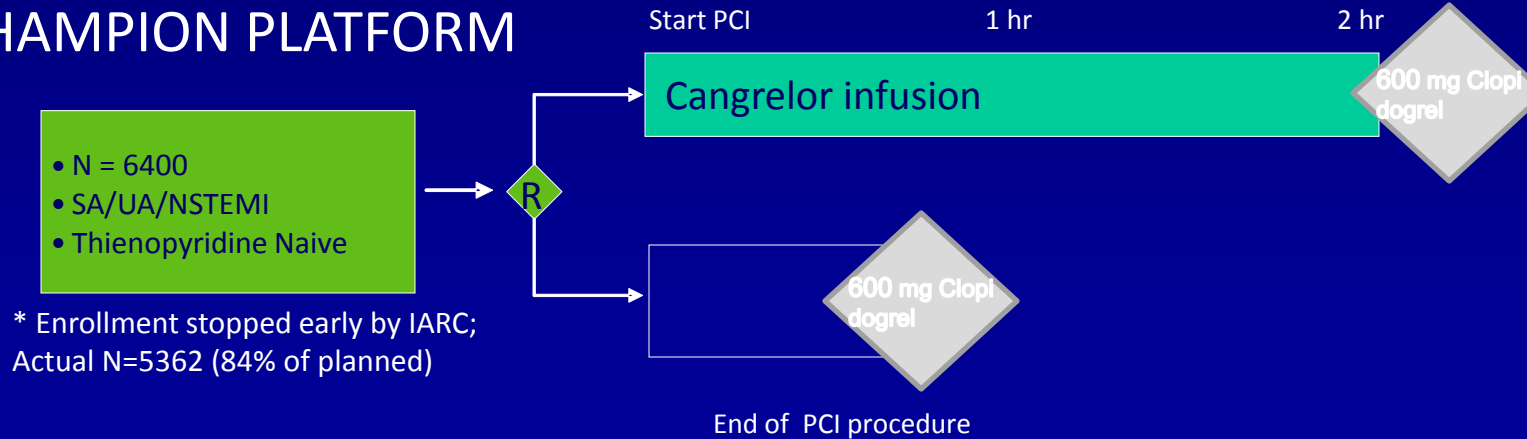 HAMPION PLATFORM
Start PCI 1 hr 2 hr
Cangrelor infusion
600 mg Clopi
dogrel
• N = 6400
• SA/UA/NSTEMI
• Thienopyridine Naive
R
600 mg Clopi
dogrel
* Enrollment stopped early by IARC;
Actual N=5362 (84% of planned)
End of PCI procedure